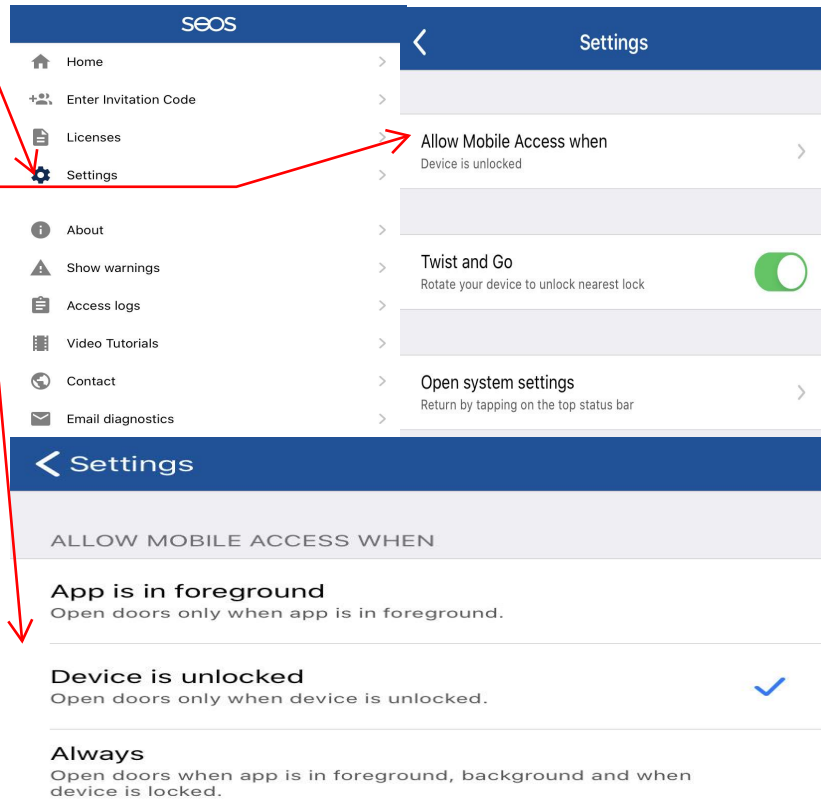 seos
Home
Enter Invitation Code
Licenses
Settings
About
Show warnings
Access logs
Video Tutorials
Contact
Email diagnostics
Settings
Allow Mobile Access when
Device is unlocked
Twist and Go
Rotate your device to unlock nearest lock
Open system settings
Return by tapping on the top status bar
Settings
ALLOW MOBILE ACCESS WHEN
App is in foreground
Open doors only when app is in foreground.
Device is unlocked
Open doors only when device is unlocked.
Always
Open doors when app is in foreground, background and when
device is locked.